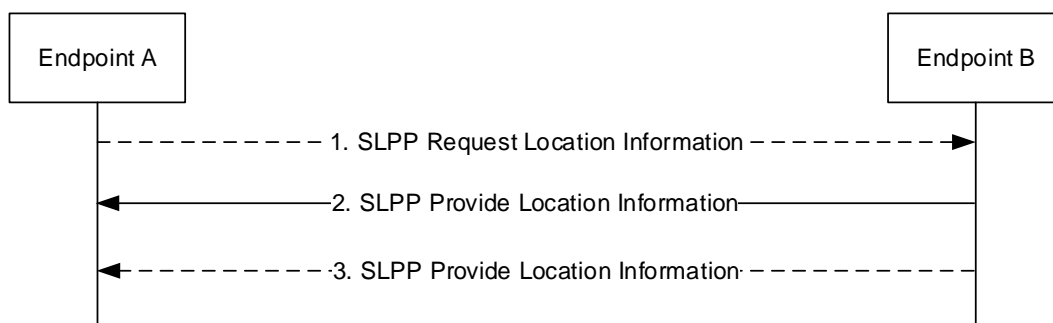 Endpoint A
Endpoint B
1. SLPP Request Location Information
2. SLPP Provide Location Information
3. SLPP Provide Location Information